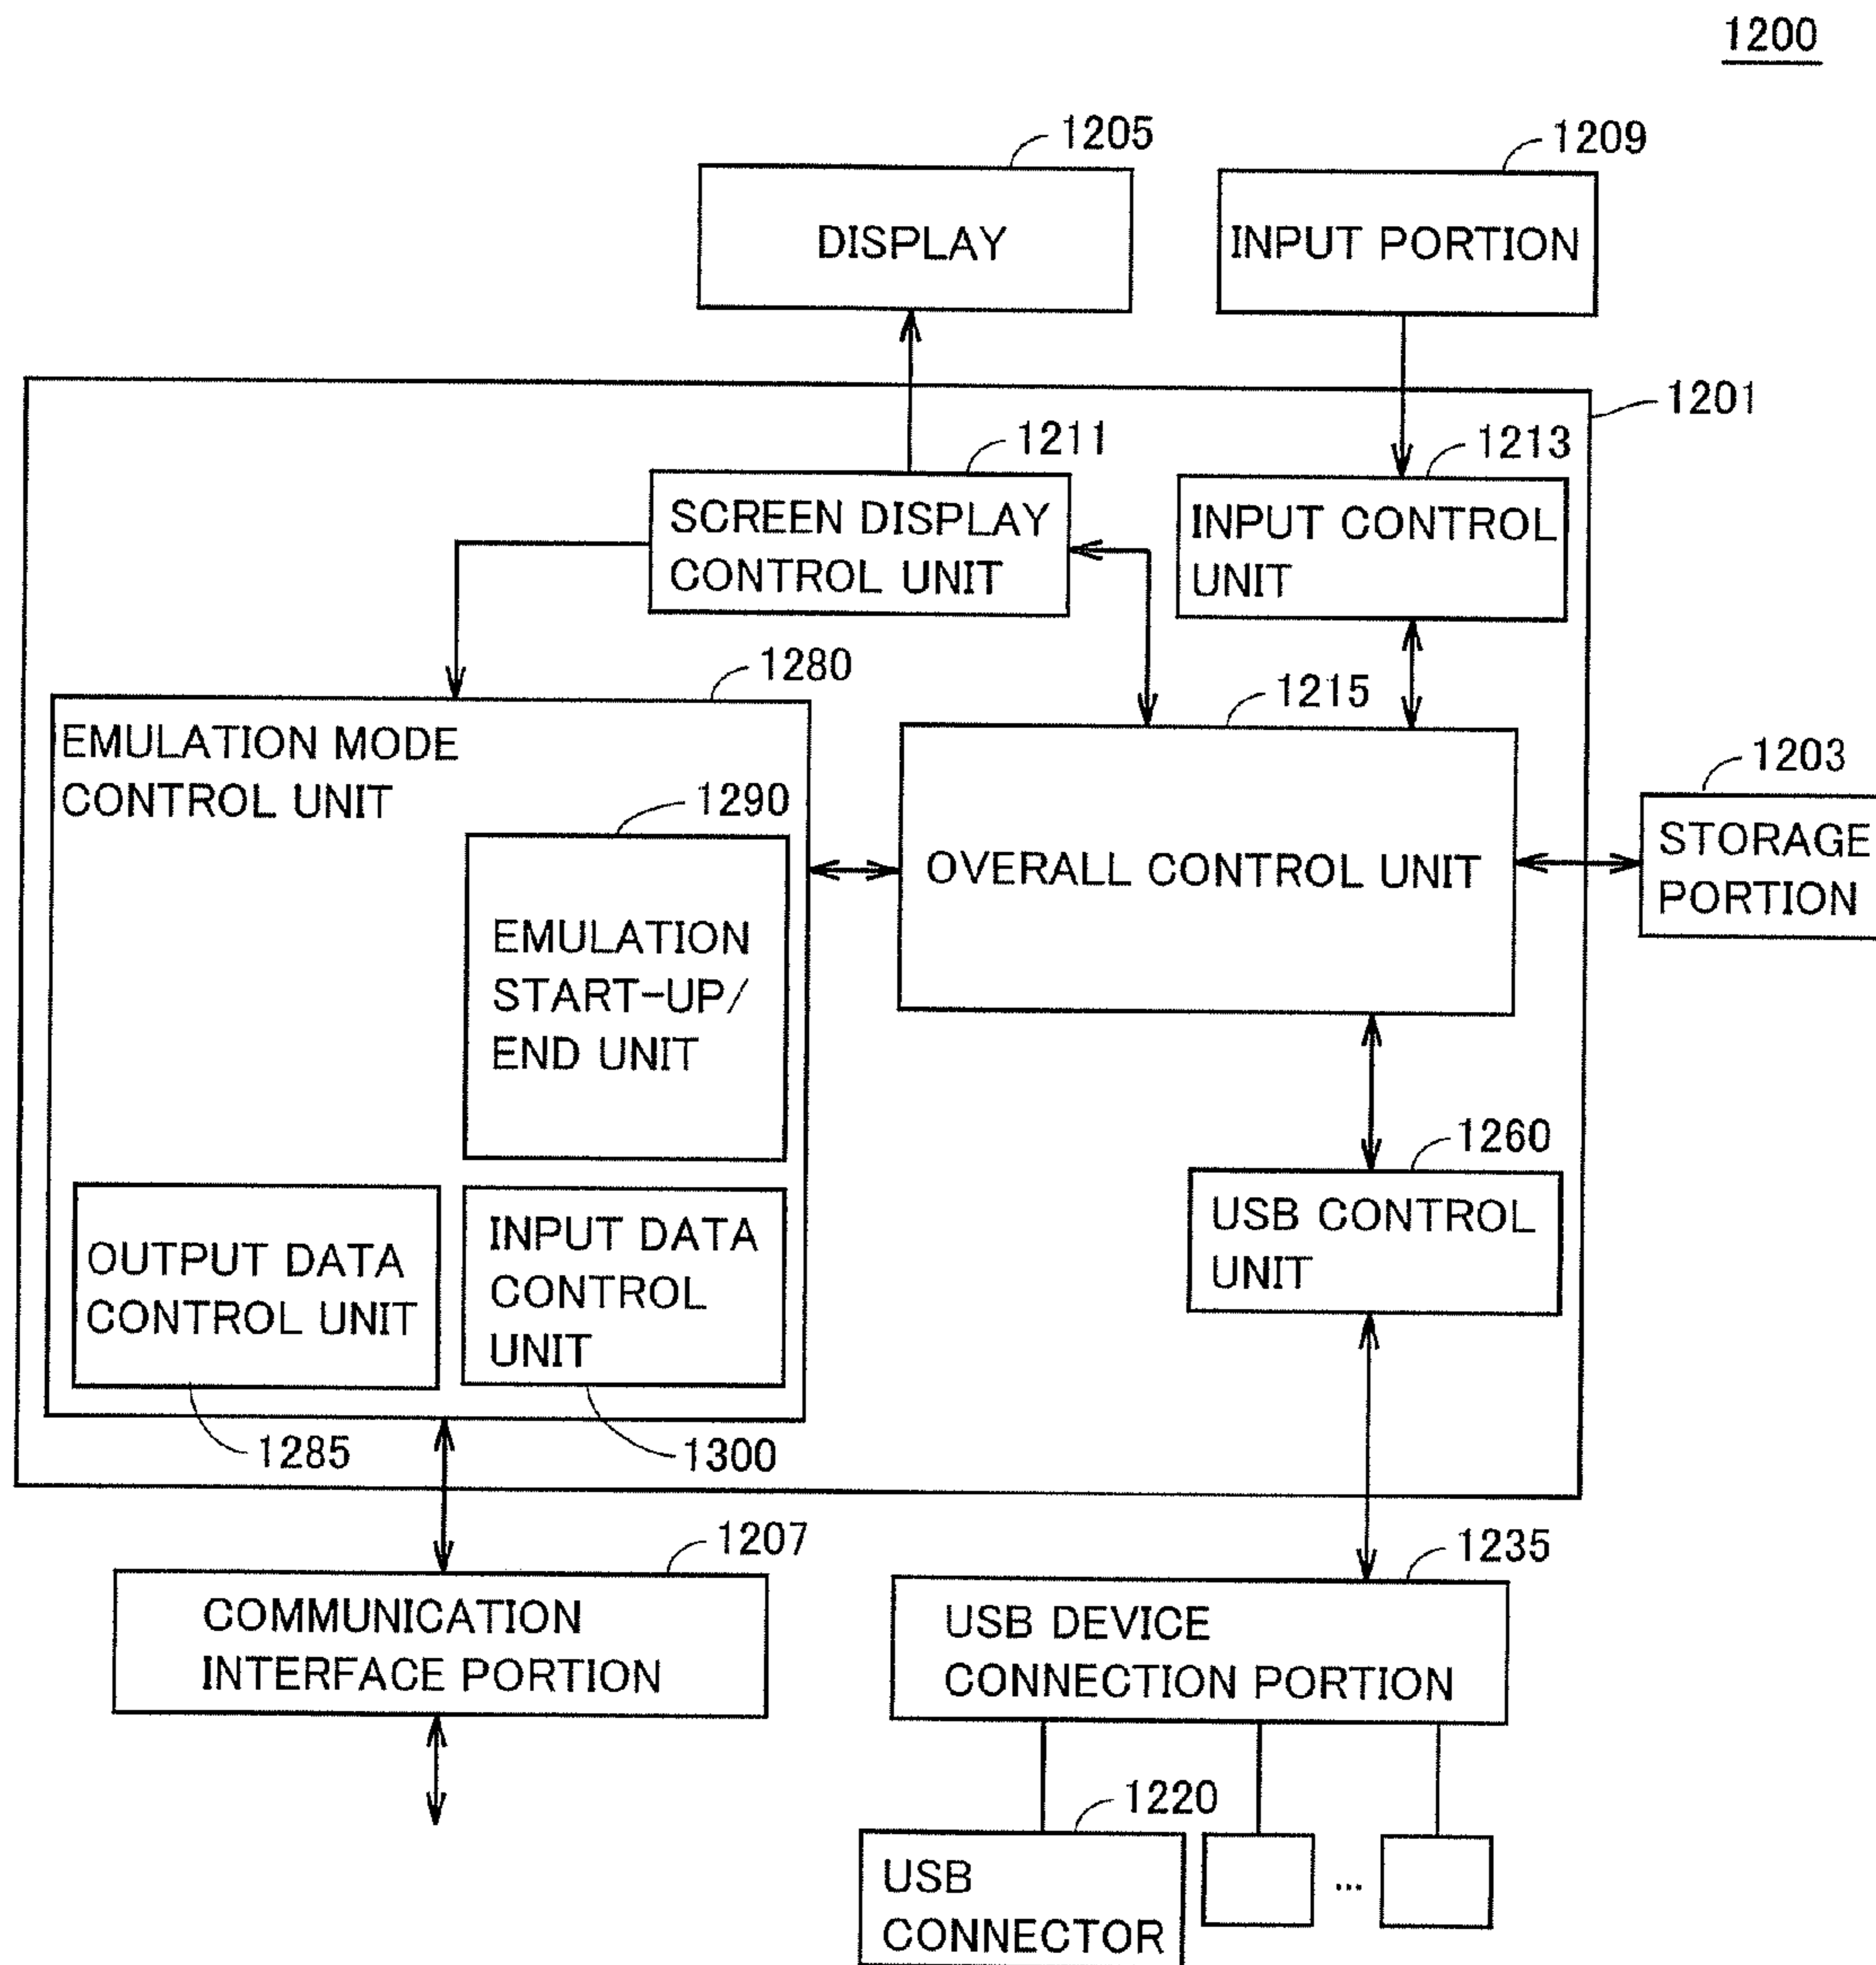 1200
1205
1209
DISPLAY
INPUT PORTION
1201
1211
1213
SCREEN DISPLAY
CONTROL UNIT
INPUT CONTROL
UNIT
1280
1215
EMULATION MODE
CONTROL UNIT
1203
1290
OVERALL CONTROL UNIT
STORAGE
PORTION
EMULATION
START-UP/
END UNIT
1260
USB CONTROL
UNIT
OUTPUT DATA
CONTROL UNIT
INPUT DATA
CONTROL
UNIT
1285
1300
1207
1235
COMMUNICATION
INTERFACE PORTION
USB DEVICE
CONNECTION PORTION
1220
USB
CONNECTOR
...